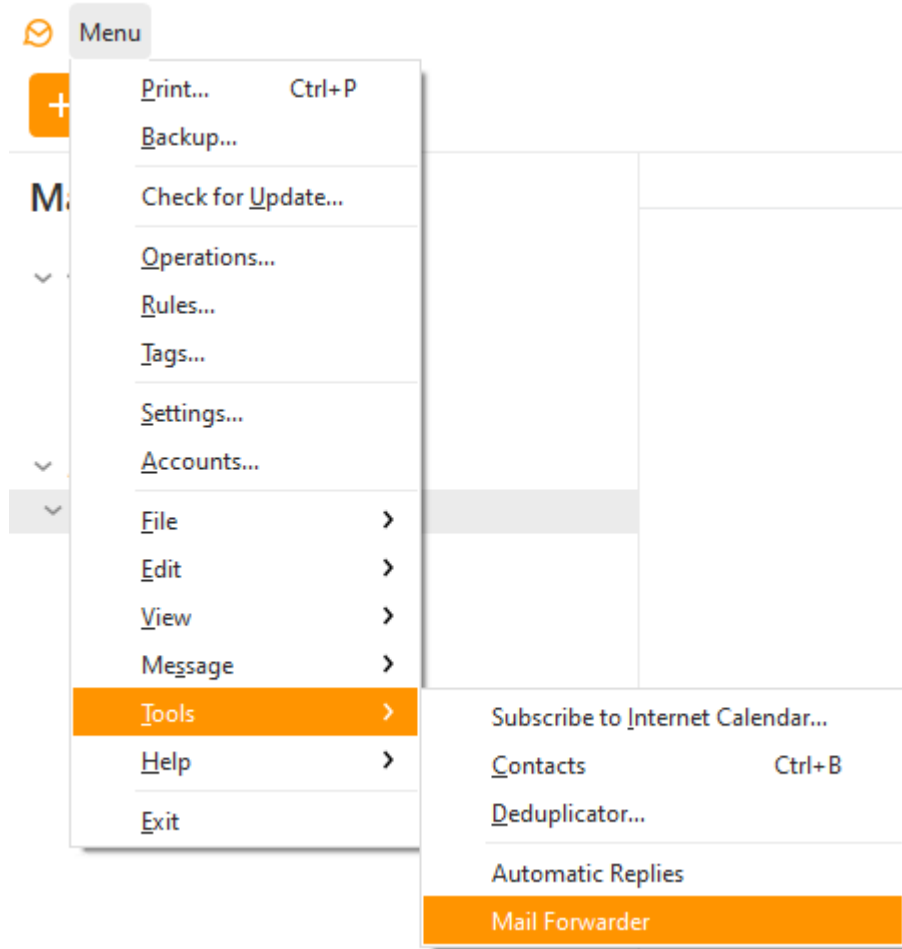 Menu
Print... Ctrl+P
Backup...
Check for Update...
Operations...
Rules...
Tags...
Settings...
Accounts...
File
Edit
View
Message
Tools
Help
Exit
Subscribe to Internet Calendar...
Contacts Ctrl+B
Deduplicator...
Automatic Replies
Mail Forwarder